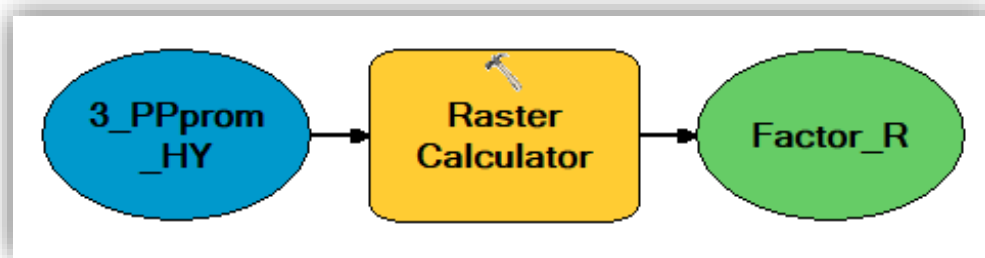 3_PPprom
_HY
Raster
Calculator
Factor_R